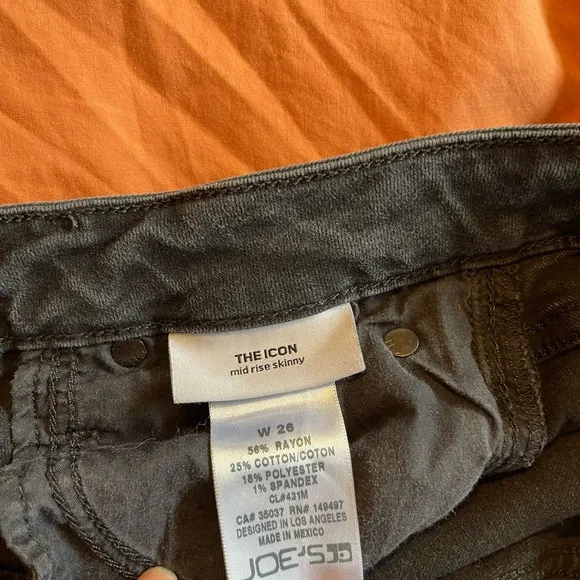 THE ICON
mid rise skinny
W 26
56% RAYON
25% COTTON/COTON
18% POLYESTER
1% SPANDEX
CL#431M
CA# 35037 RN# 149497
DESIGNED IN LOS ANGELES
MADE IN MEXICO
JOE'S